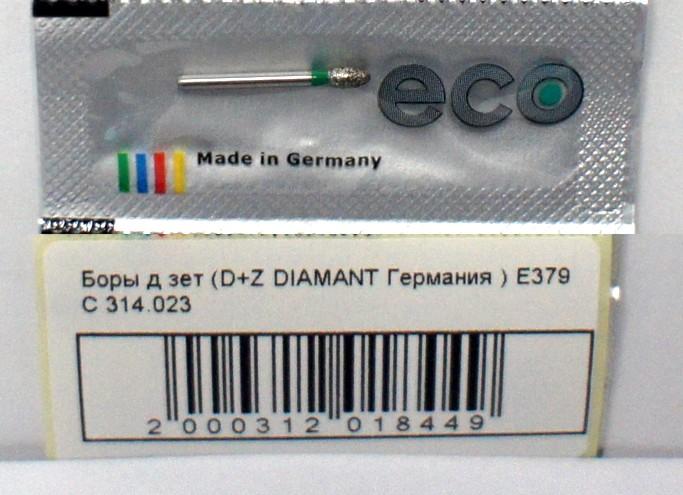 eco
Made in Germany
Боры д зет (D+Z DIAMANT Германия ) E379
C 314.023
2 000312 018449